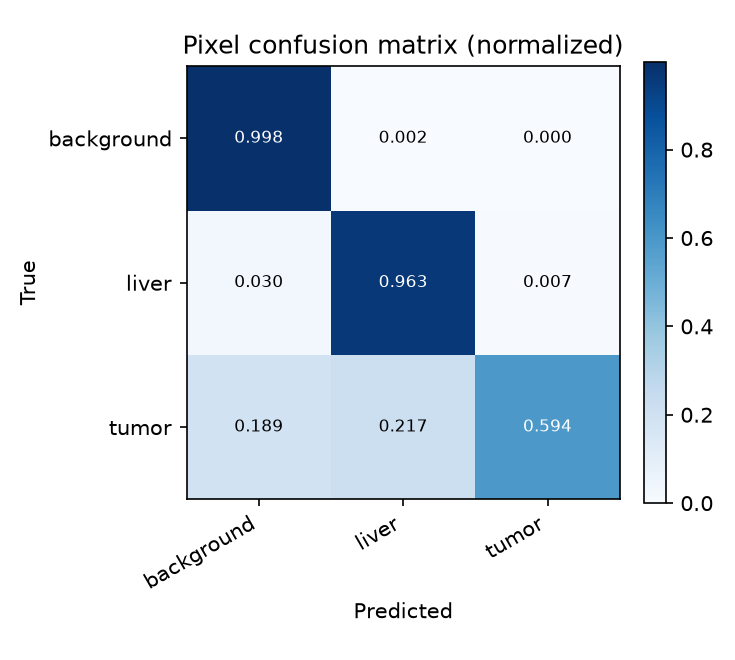 Pixel confusion matrix (normalized)
background 0.998 0.002 0.000
liver 0.030 0.963 0.007
tumor 0.189 0.217 0.594
True
background liver tumor
Predicted
0.8
0.6
0.4
0.2
0.0